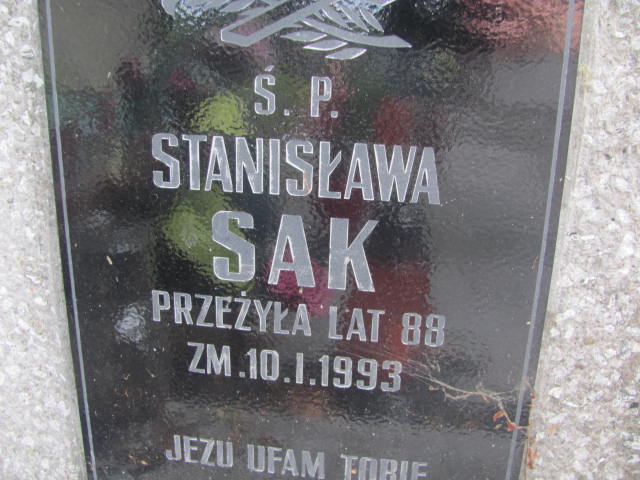 Ś. P.
STANISŁAWA
SAK
PRZEŻYŁA LAT 88
ZM.10.I.1993
JEZU UFAM TOBIE